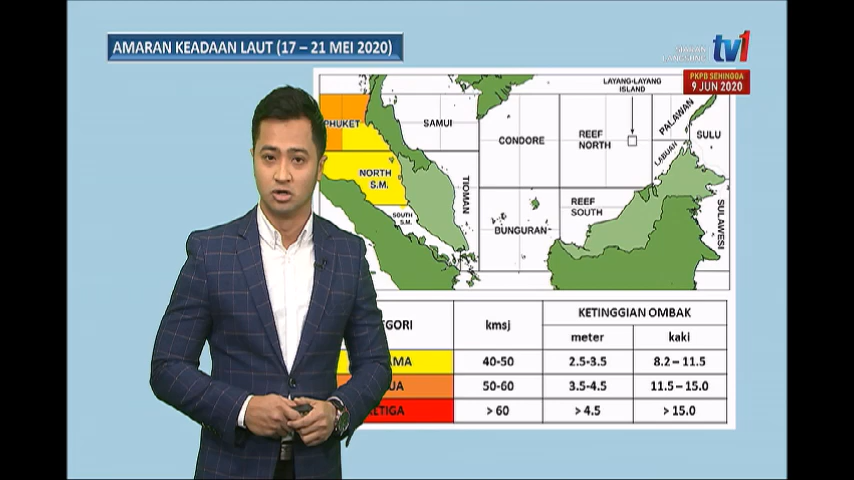 AMARAN KEADAAN LAUT (17 – 21 MEI 2020)
SIARAN
LANGSUNG
tv1
PKPB SEHINGGA
9 JUN 2020
LAYANG-LAYANG
ISLAND
PHUKET
SAMUI
CONDORE
REEF
NORTH
PALAWAN
SULU
LABUAN
NORTH
S.M.
TIOMAN
SOUTH
S.M.
BUNGURAN
REEF
SOUTH
SULAWESI
GORI
kmsj
KETINGGIAN OMBAK
meter
kaki
MA
40-50
2.5-3.5
8.2 – 11.5
UA
50-60
3.5-4.5
11.5 – 15.0
ETIGA
> 60
> 4.5
> 15.0